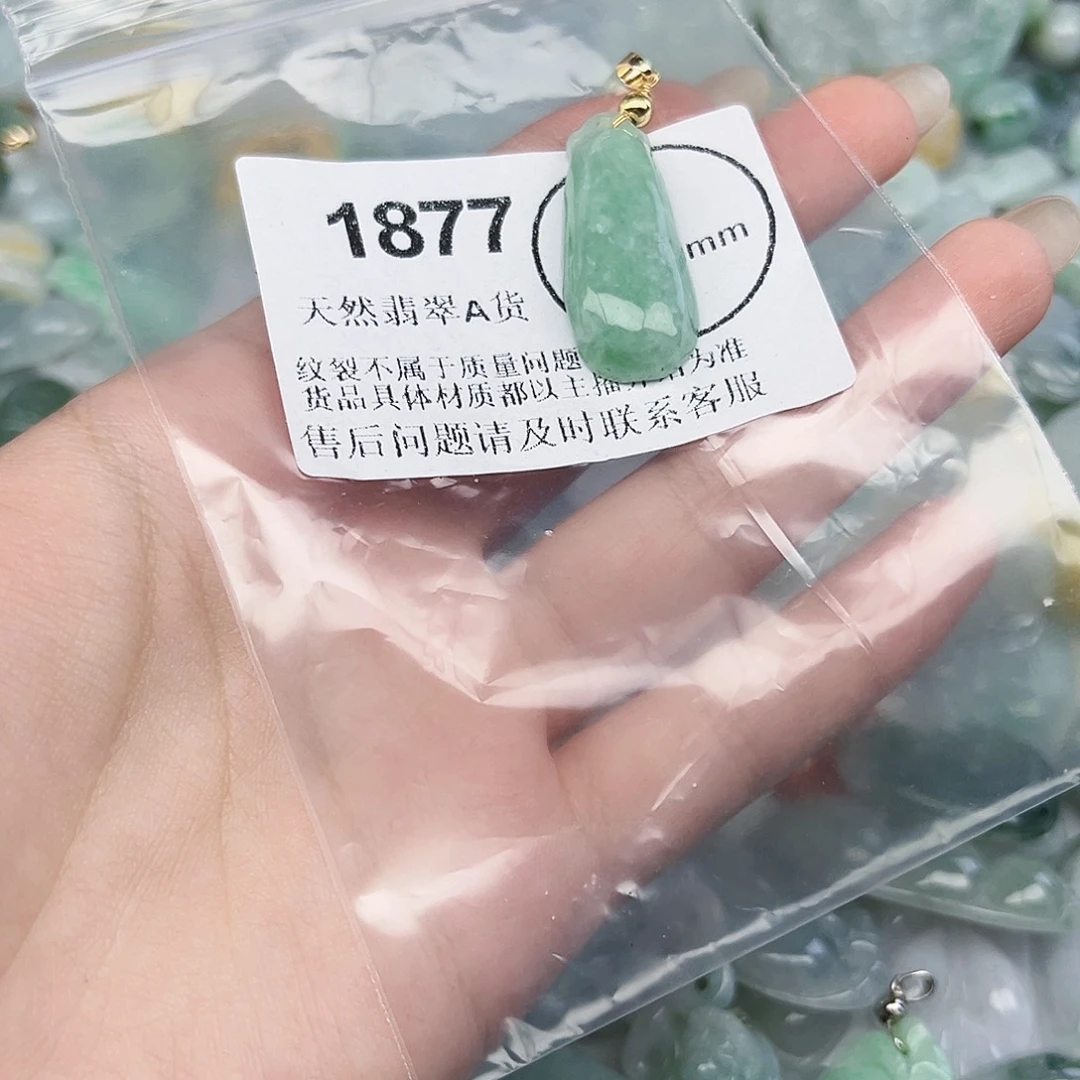 1877
mm
天然翡翠A货
纹裂不属于质量问题
货品具体材质都以主播 为准
售后问题请及时联系客服